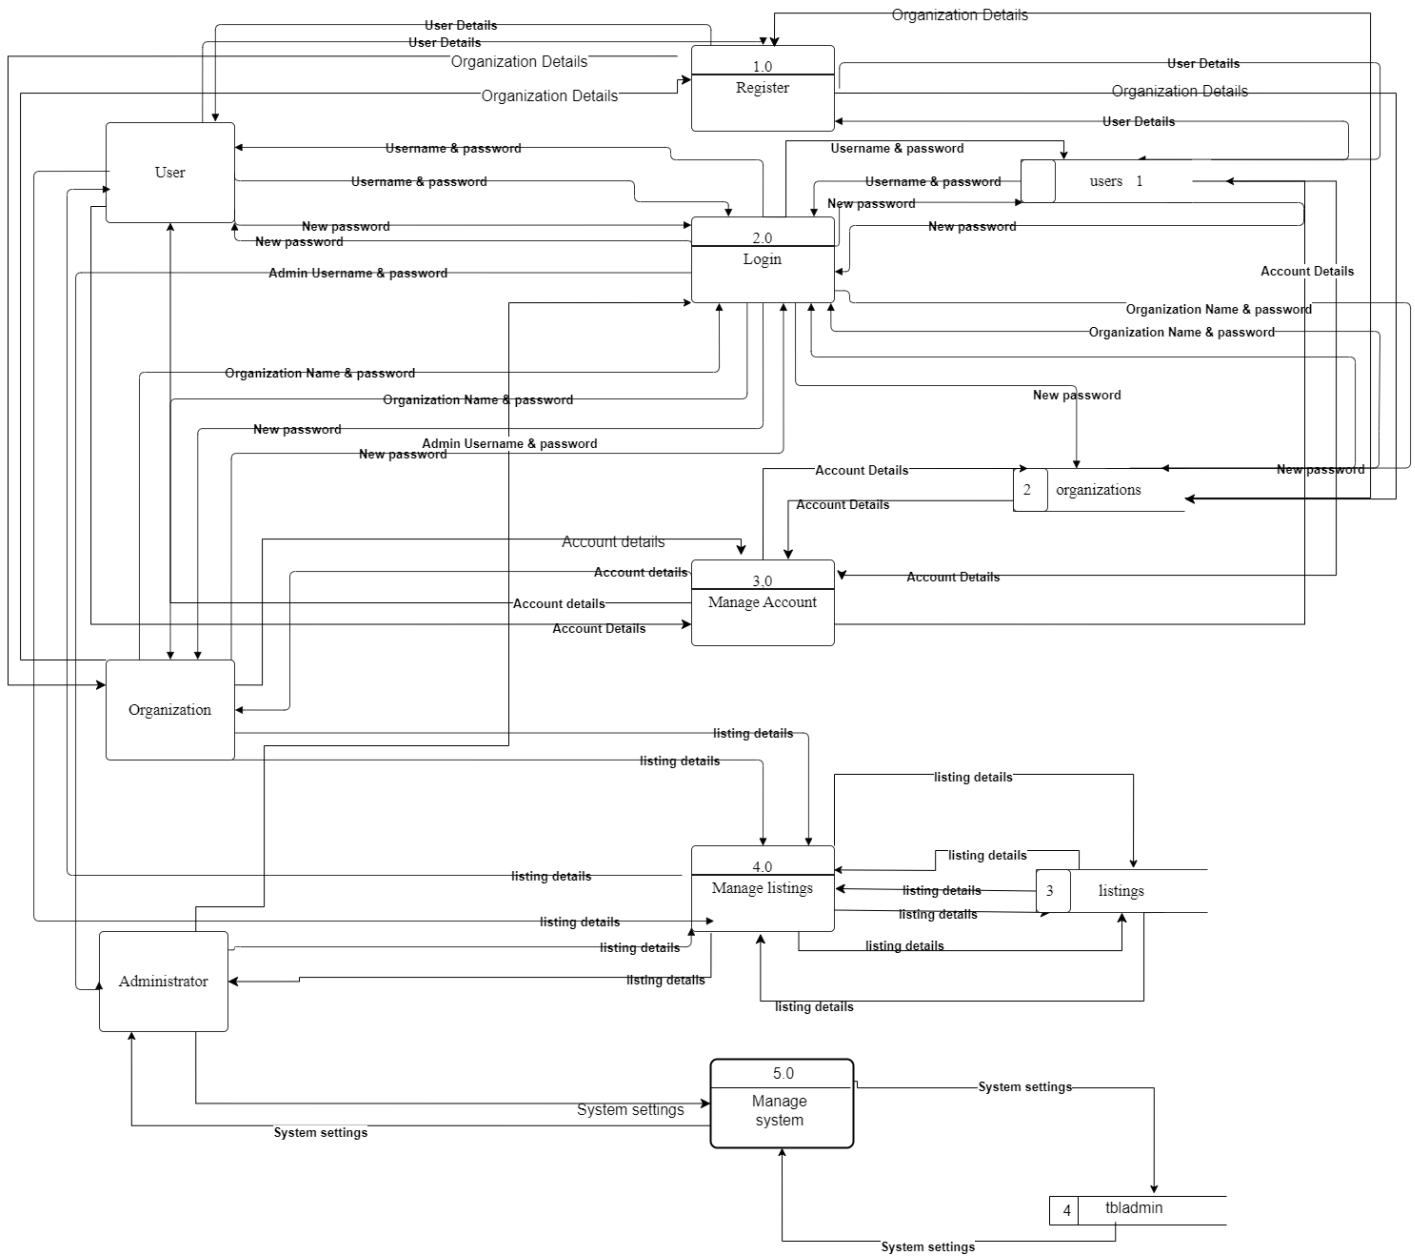 Organization Details
User Details
User Details
Organization Details
1.0
Register
User Details
Organization Details
Organization Details
User Details
User
Username & password
Username & password
Username & password
Username & password
users 1
New password
New password
New password
New password
2.0
Login
Admin Username & password
Account Details
Organization Name & password
Organization Name & password
Organization Name & password
Organization Name & password
New password
New password
Admin Username & password
New password
Account Details
New password
2
organizations
Account Details
Account details
Account details
3.0
Manage Account
Account Details
Account details
Account Details
Organization
listing details
listing details
listing details
4.0
Manage listings
listing details
listing details
3
listings
listing details
listing details
listing details
listing details
listing details
Administrator
listing details
listing details
5.0
Manage
system
System settings
System settings
System settings
4
tbladmin
System settings